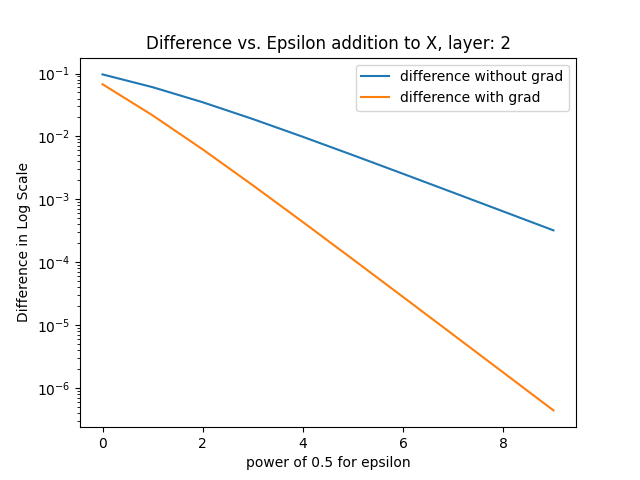 Difference vs. Epsilon addition to X, layer: 2
difference without grad
difference with grad
Difference in Log Scale
10⁻¹
10⁻²
10⁻³
10⁻⁴
10⁻⁵
10⁻⁶
0 2 4 6 8
power of 0.5 for epsilon